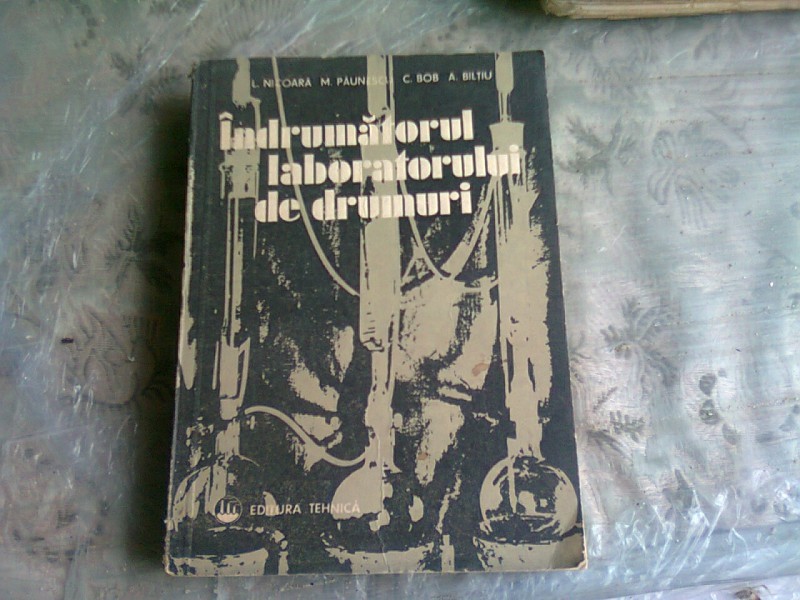 L. NICOARĂ M. PĂUNESCU C. BOB A. BILȚIU
Îndrumătorul
laboratorului
de drumuri
EDITURA TEHNICĂ